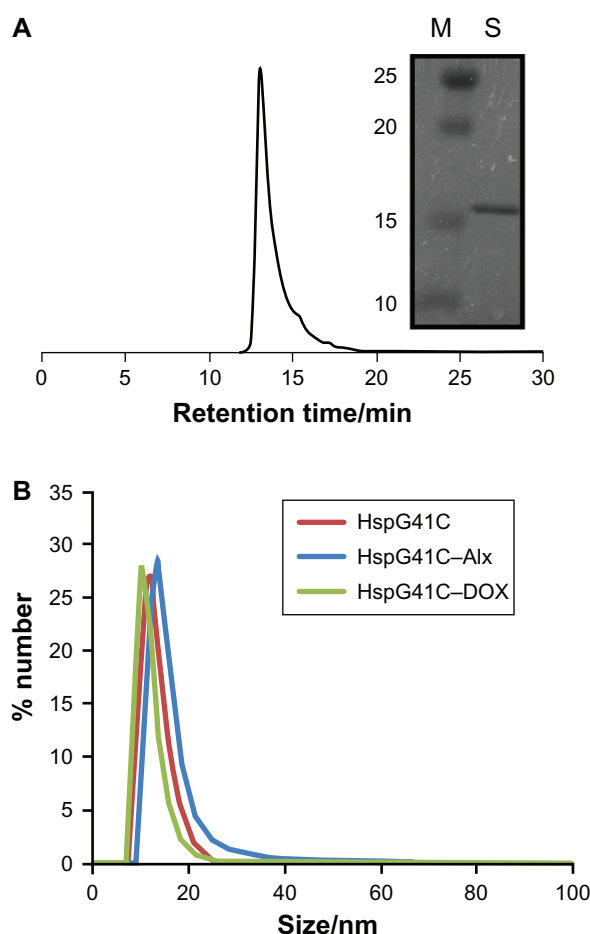 A
M S
25
20
15
10
0 5 10 15 20 25 30
Retention time/min
B
35
30
25
20
15
10
5
0
% number
HspG41C
HspG41C–Alx
HspG41C–DOX
0 20 40 60 80 100
Size/nm